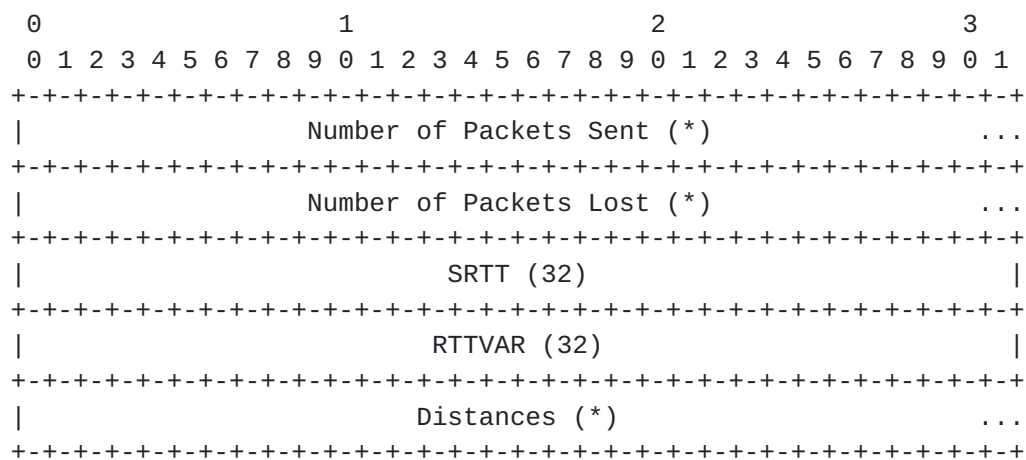 0                   1                   2                   3
 0 1 2 3 4 5 6 7 8 9 0 1 2 3 4 5 6 7 8 9 0 1 2 3 4 5 6 7 8 9 0 1
+-+-+-+-+-+-+-+-+-+-+-+-+-+-+-+-+-+-+-+-+-+-+-+-+-+-+-+-+-+-+-+-+
|                  Number of Packets Sent (*)                 ...
+-+-+-+-+-+-+-+-+-+-+-+-+-+-+-+-+-+-+-+-+-+-+-+-+-+-+-+-+-+-+-+-+
|                  Number of Packets Lost (*)                 ...
+-+-+-+-+-+-+-+-+-+-+-+-+-+-+-+-+-+-+-+-+-+-+-+-+-+-+-+-+-+-+-+-+
|                           SRTT (32)                           |
+-+-+-+-+-+-+-+-+-+-+-+-+-+-+-+-+-+-+-+-+-+-+-+-+-+-+-+-+-+-+-+-+
|                          RTTVAR (32)                          |
+-+-+-+-+-+-+-+-+-+-+-+-+-+-+-+-+-+-+-+-+-+-+-+-+-+-+-+-+-+-+-+-+
|                         Distances (*)                       ...
+-+-+-+-+-+-+-+-+-+-+-+-+-+-+-+-+-+-+-+-+-+-+-+-+-+-+-+-+-+-+-+-+